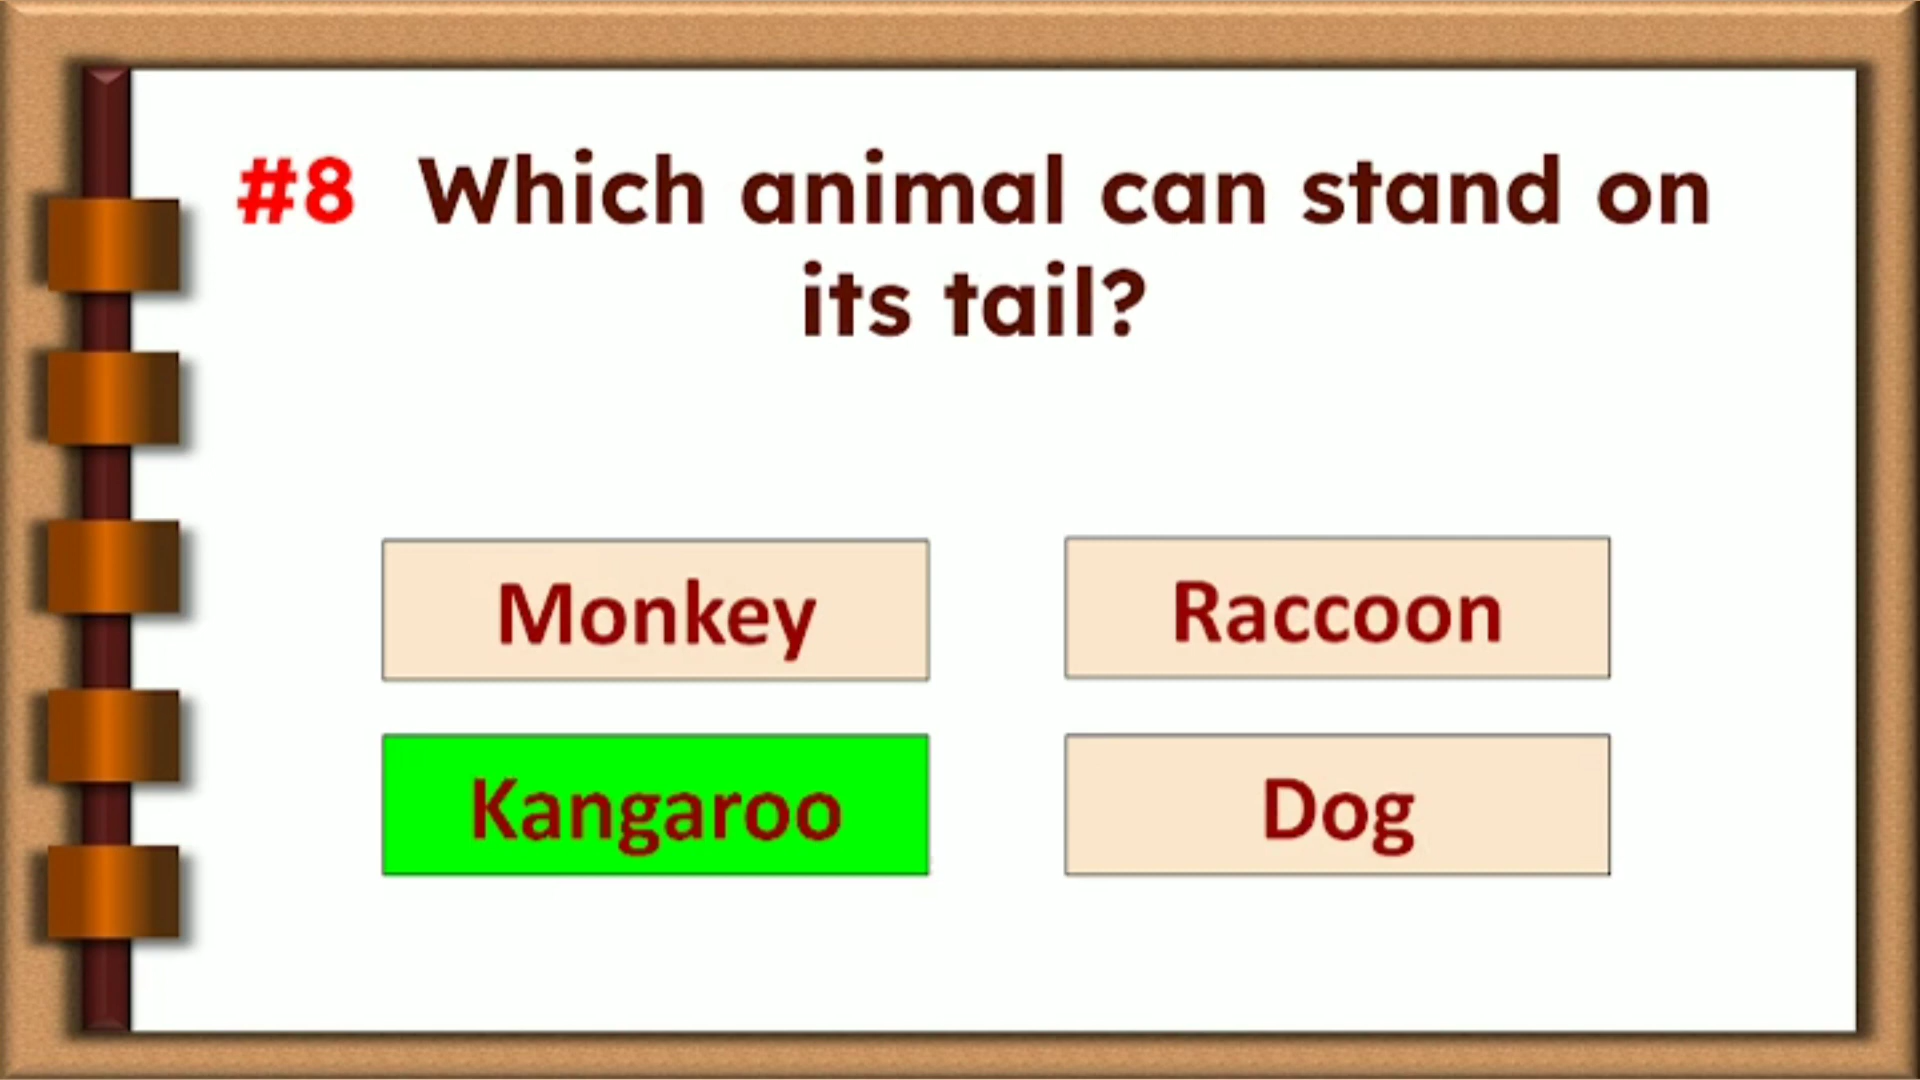 #8 Which animal can stand on
its tail?
Monkey
Raccoon
Kangaroo
Dog